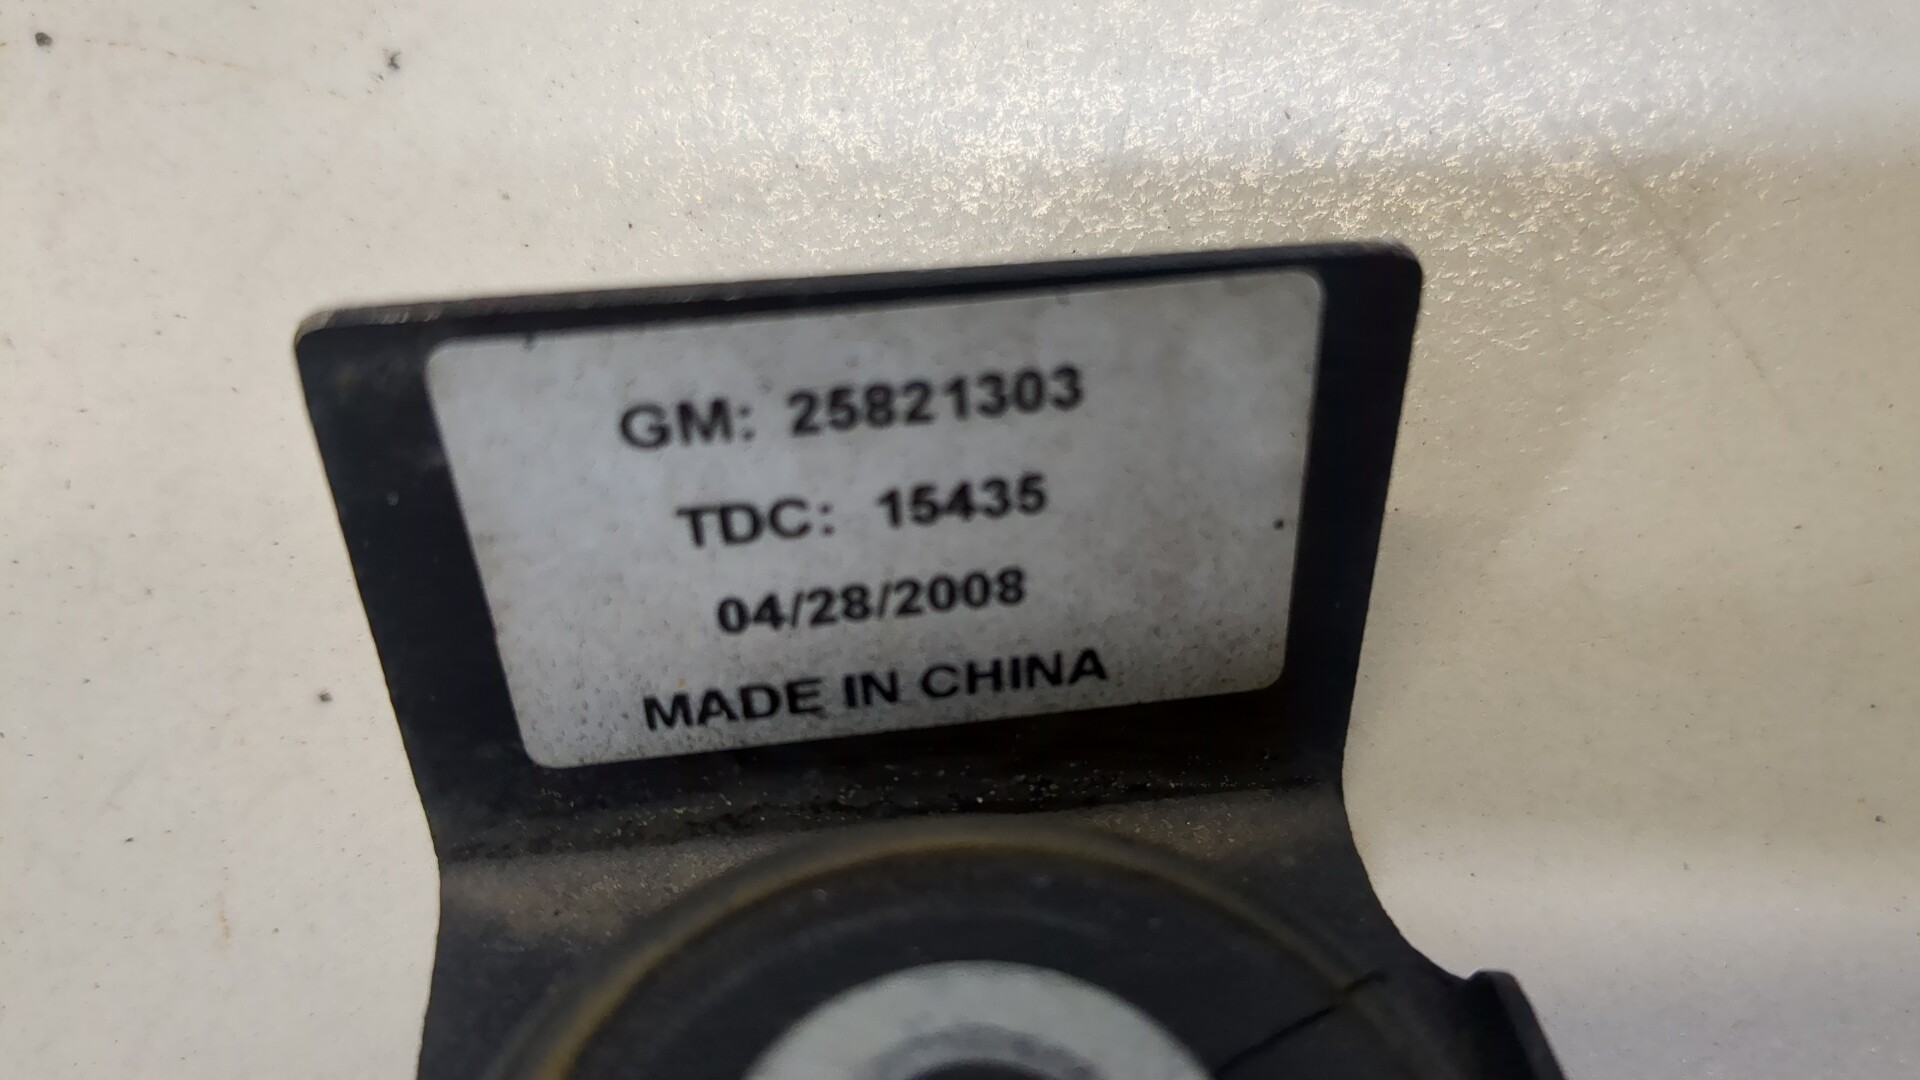 GM: 25821303
TDC: 15435
04/28/2008
MADE IN CHINA